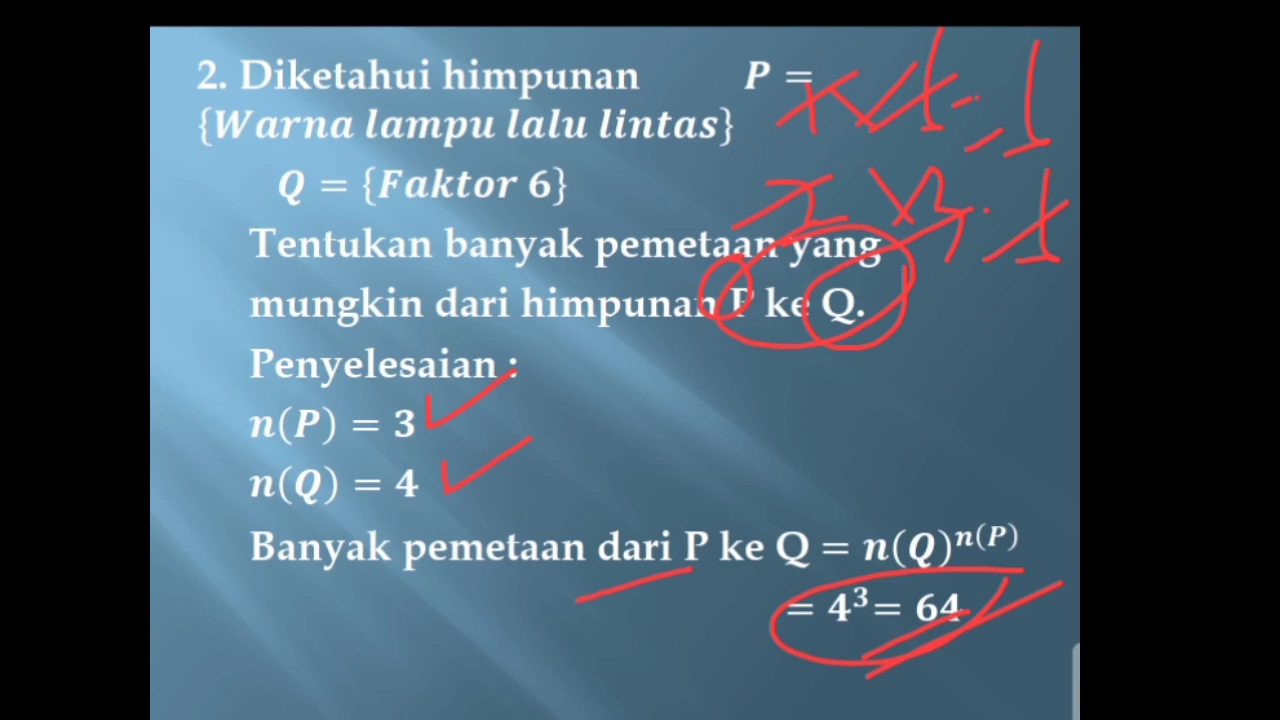 2. Diketahui himpunan P =
{Warna lampu lalu lintas}
Q = {Faktor 6}
Tentukan banyak pemetaan yang
mungkin dari himpunan P ke Q.
Penyelesaian :
n(P) = 3
n(Q) = 4
Banyak pemetaan dari P ke Q = n(Q)ⁿ⁽ᴾ⁾
= 4³= 64